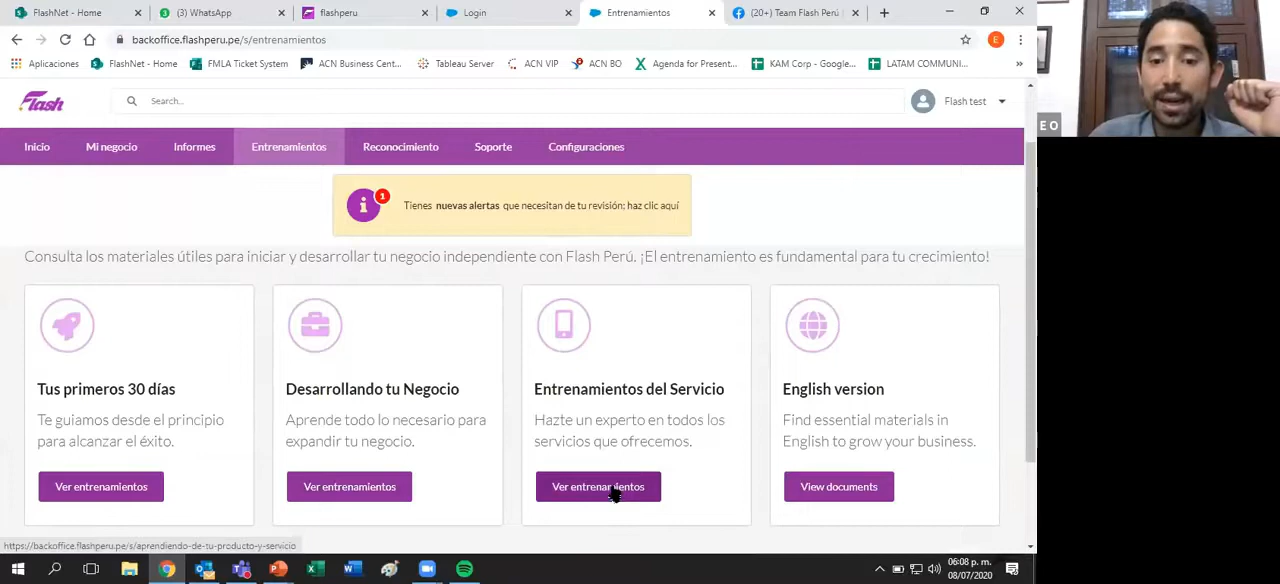 FlashNet - Home
(3) WhatsApp
flashperu
Login
Entrenamientos
(20+) Team Flash Perú
backoffice.flashperu.pe/s/entrenamientos
E
Aplicaciones
FlashNet - Home
FMLA Ticket System
ACN Business Cent...
Tableau Server
ACN VIP
ACN BO
Agenda for Present...
KAM Corp - Google...
LATAM COMMUNI...
»
Flash
Search...
Flash test
E O
Inicio
Mi negocio
Informes
Entrenamientos
Reconocimiento
Soporte
Configuraciones
1
Tienes nuevas alertas que necesitan de tu revisión; haz clic aquí
Consulta los materiales útiles para iniciar y desarrollar tu negocio independiente con Flash Perú. ¡El entrenamiento es fundamental para tu crecimiento!
Tus primeros 30 días
Te guiamos desde el principio
para alcanzar el éxito.
Ver entrenamientos
Desarrollando tu Negocio
Aprende todo lo necesario para
expandir tu negocio.
Ver entrenamientos
Entrenamientos del Servicio
Hazte un experto en todos los
servicios que ofrecemos.
Ver entrenamientos
English version
Find essential materials in
English to grow your business.
View documents
https://backoffice.flashperu.pe/s/aprendiendo-de-tu-producto-y-servicio
06:08 p. m.
08/07/2020